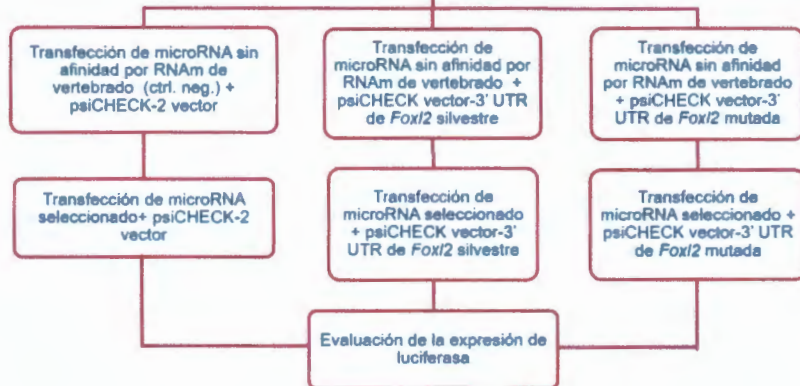 Transfección de microRNA sin
afinidad por RNAm de
vertebrado (ctrl. neg.) +
psiCHECK-2 vector
Transfección de
microRNA sin afinidad por
RNAm de vertebrado +
psiCHECK vector-3' UTR
de Foxl2 silvestre
Transfección de
microRNA sin afinidad
por RNAm de vertebrado
+ psiCHECK vector-3'
UTR de Foxl2 mutada
Transfección de microRNA
seleccionado+ psiCHECK-2
vector
Transfección de
microRNA seleccionado
+ psiCHECK vector-3'
UTR de Foxl2 silvestre
Transfección de
microRNA seleccionado +
psiCHECK vector-3' UTR
de Foxl2 mutada
Evaluación de la expresión de
luciferasa